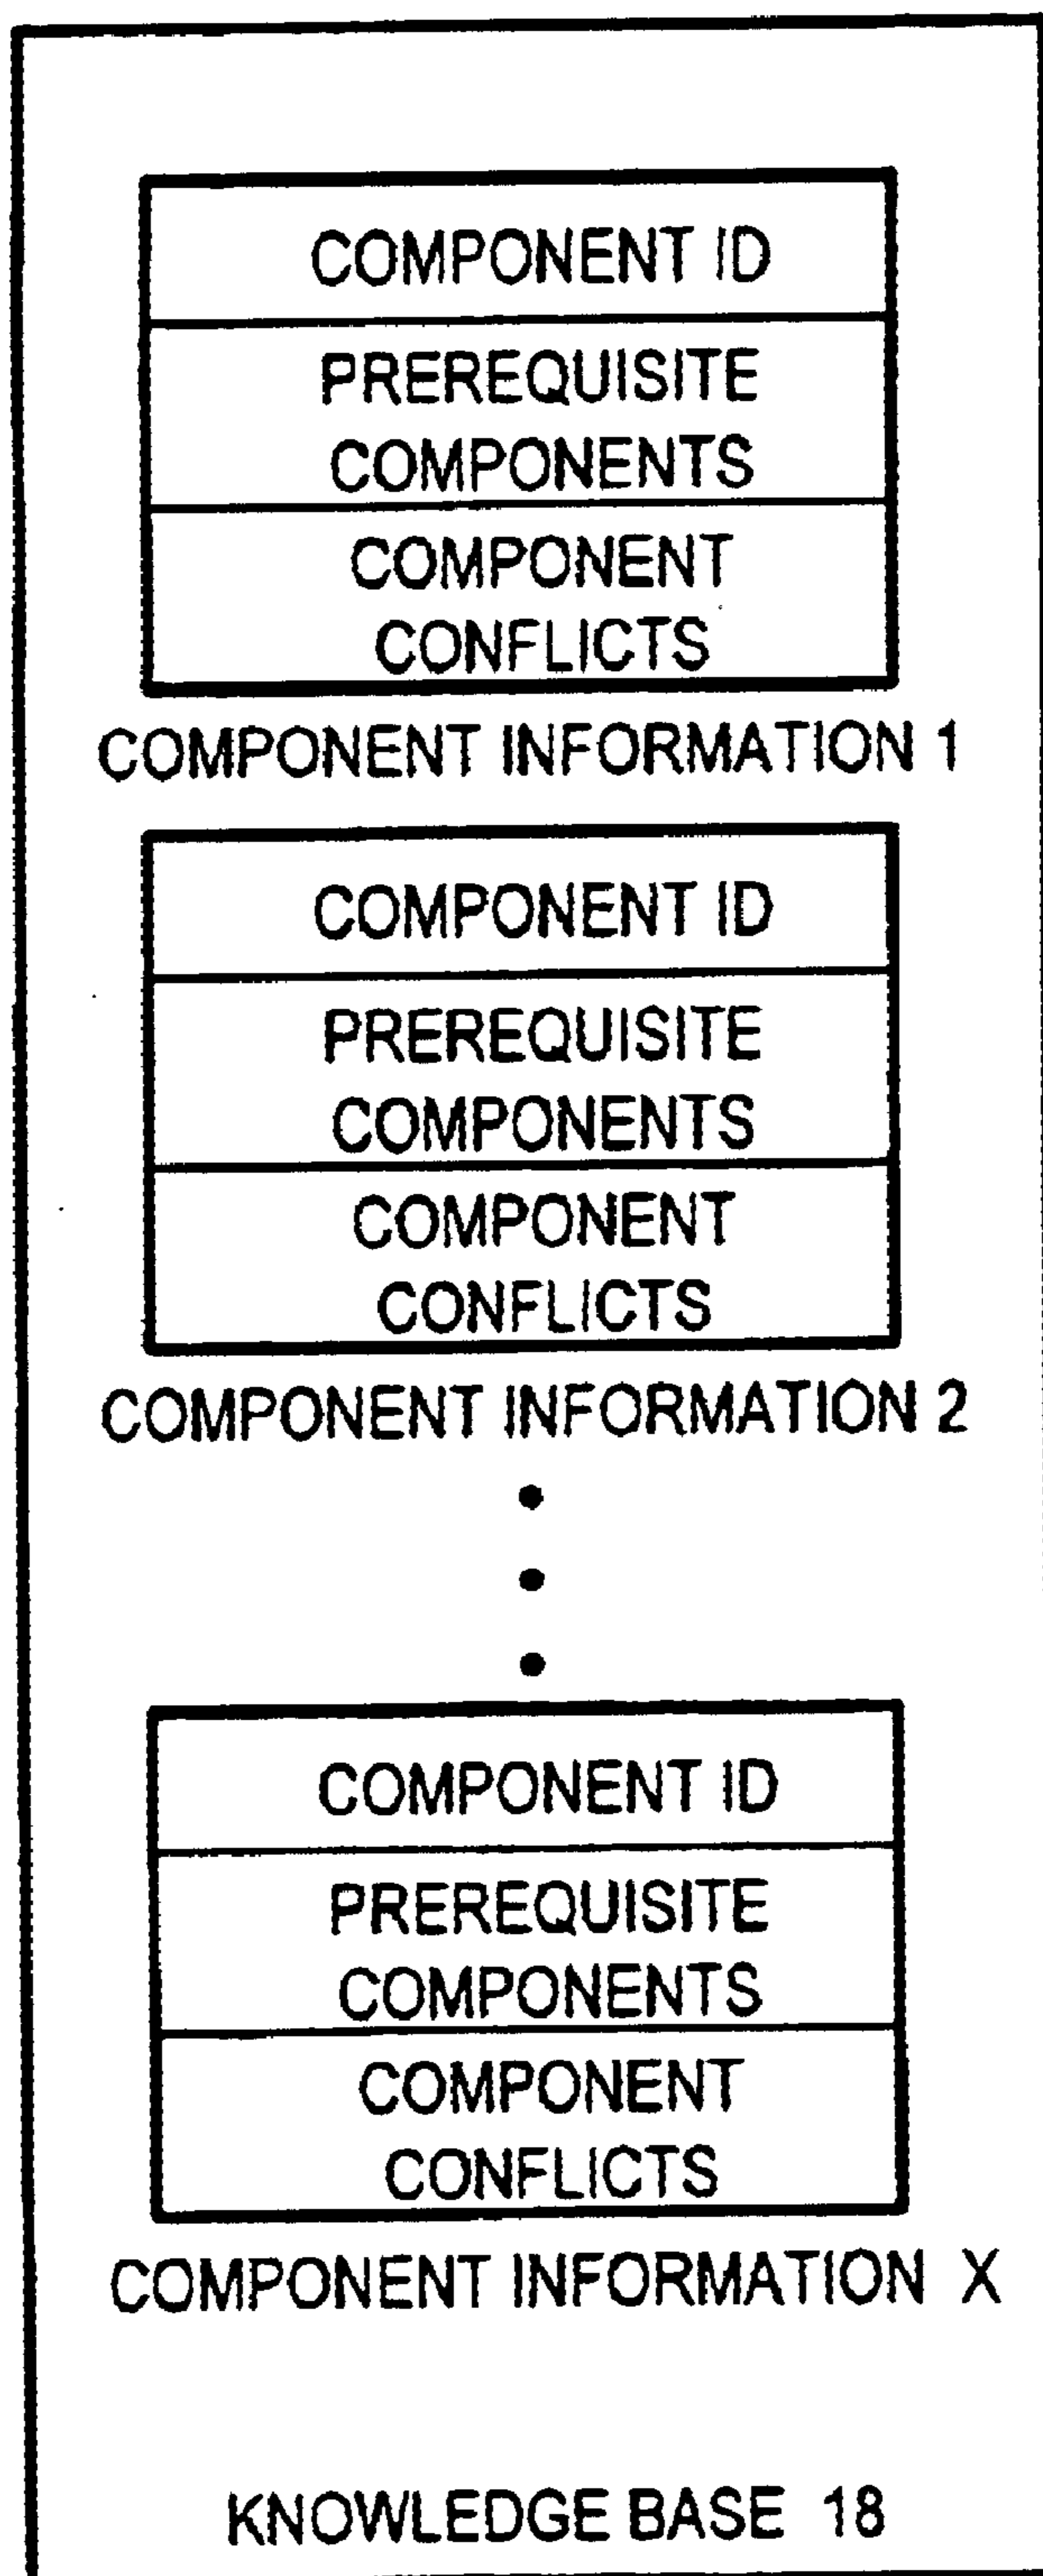 COMPONENT ID
PREREQUISITE
COMPONENTS
COMPONENT
CONFLICTS
COMPONENT INFORMATION 1
COMPONENT ID
PREREQUISITE
COMPONENTS
COMPONENT
CONFLICTS
COMPONENT INFORMATION 2
COMPONENT ID
PREREQUISITE
COMPONENTS
COMPONENT
CONFLICTS
COMPONENT INFORMATION X
KNOWLEDGE BASE 18